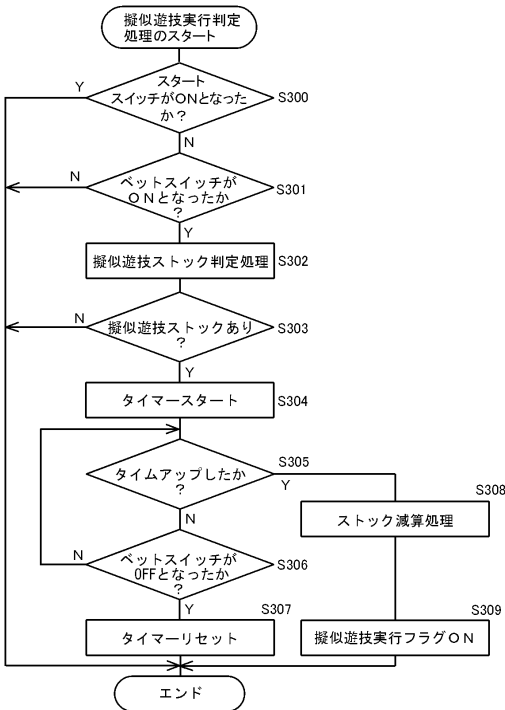 擬似遊技実行判定
処理のスタート
スタート
スイッチがONとなった
か?
S300
Y
N
ベットスイッチが
ONとなったか
?
S301
N
Y
擬似遊技ストック判定処理
S302
擬似遊技ストックあり
?
S303
N
Y
タイマースタート
S304
タイムアップしたか
?
S305
Y
N
ストック減算処理
S308
ベットスイッチが
OFFとなったか
?
S306
N
Y
タイマーリセット
S307
擬似遊技実行フラグON
S309
エンド